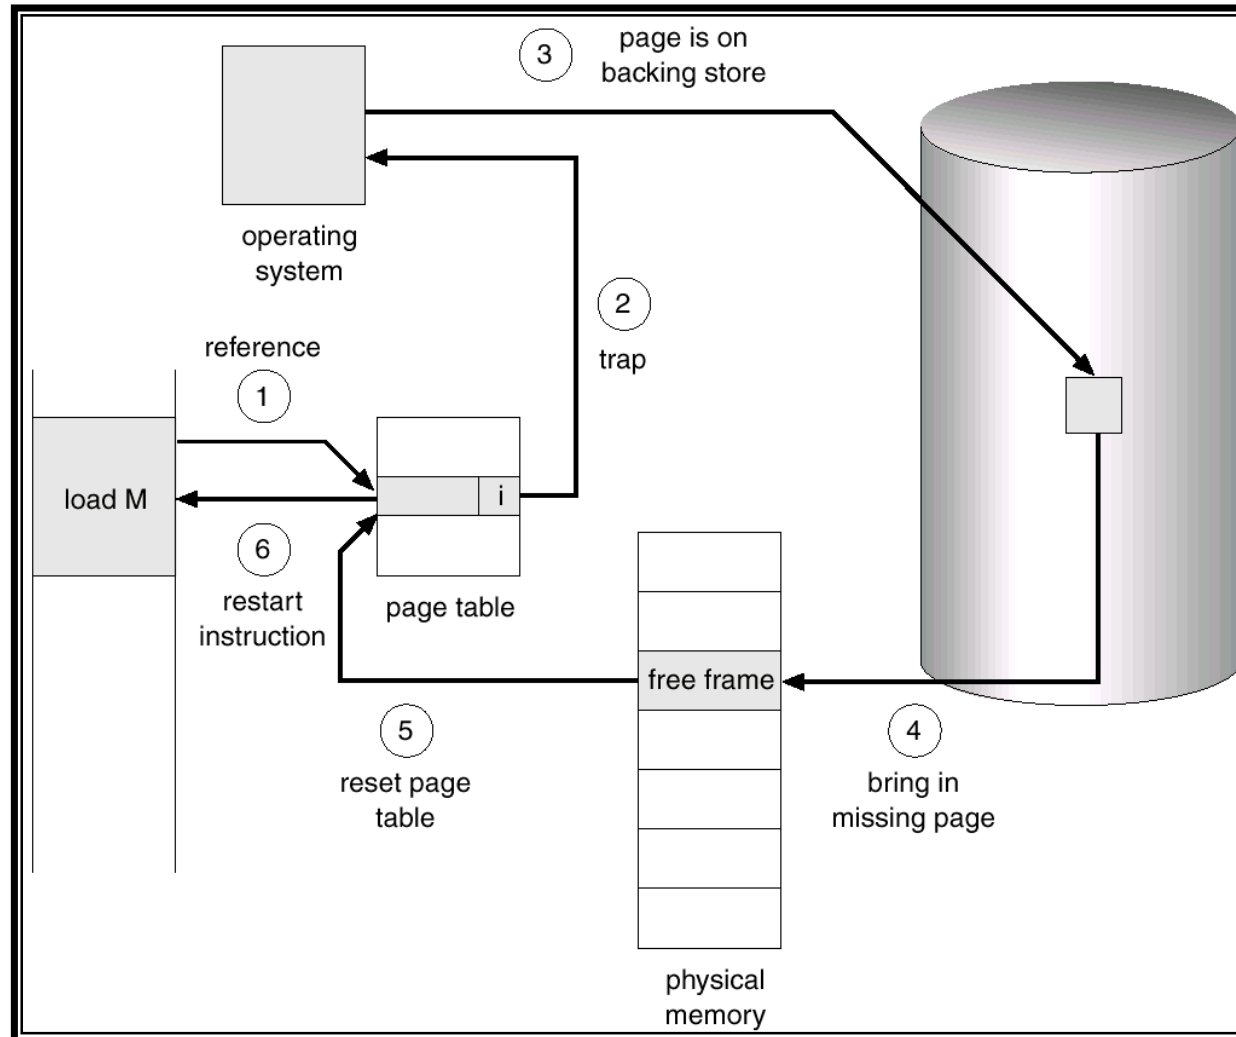 3
page is on
backing store
operating
system
2
trap
reference
1
load M
i
6
restart
instruction
page table
free frame
5
reset page
table
4
bring in
missing page
physical
memory